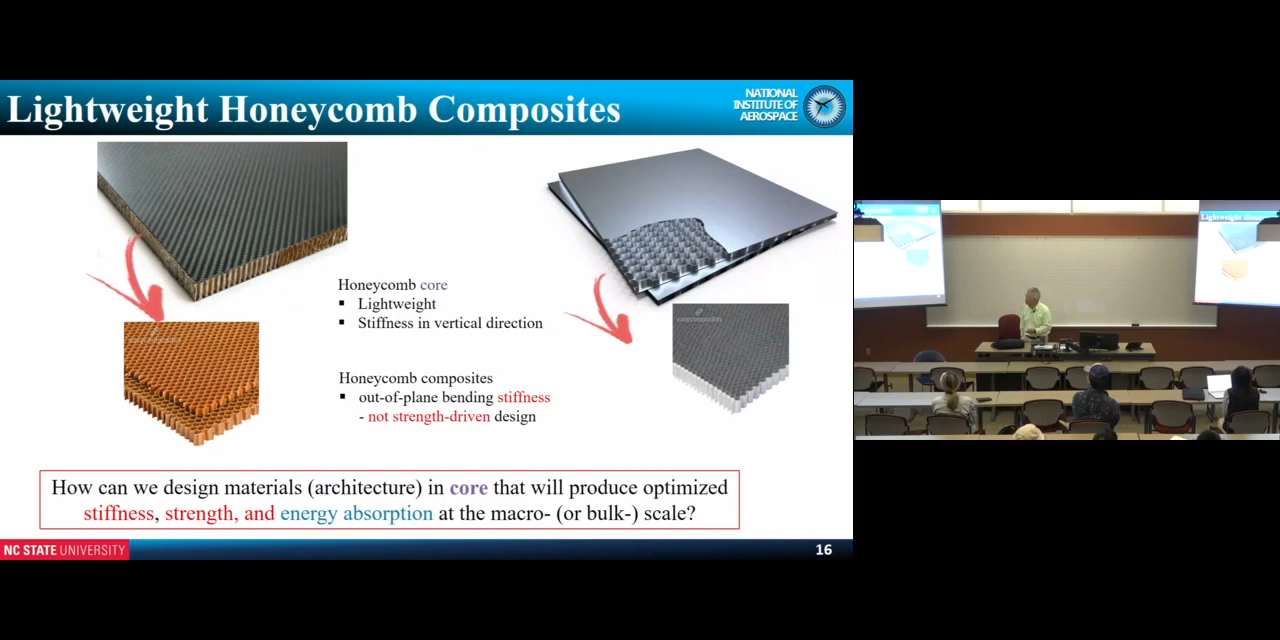 Lightweight Honeycomb Composites
NATIONAL
INSTITUTE OF
AEROSPACE
Honeycomb core
▪ Lightweight
▪ Stiffness in vertical direction
Honeycomb composites
▪ out-of-plane bending stiffness
- not strength-driven design
How can we design materials (architecture) in core that will produce optimized
stiffness, strength, and energy absorption at the macro- (or bulk-) scale?
NC STATE UNIVERSITY
16